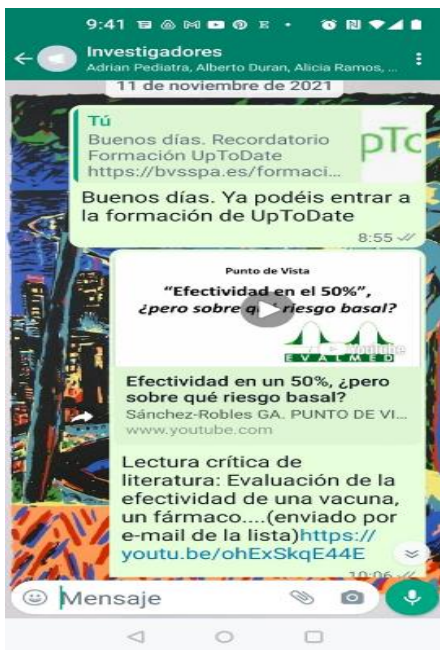 9:41
Investigadores
Adrian Pediatra, Alberto Duran, Alicia Ramos, ...
11 de noviembre de 2021
Tú
Buenos días. Recordatorio
Formación UpToDate
https://bvsspa.es/formaci...
pTc
Buenos días. Ya podéis entrar a
la formación de UpToDate
8:55
Punto de Vista
"Efectividad en el 50%",
¿pero sobre qué riesgo basal?
Youtube
EVALMED
Efectividad en un 50%, ¿pero
sobre qué riesgo basal?
Sánchez-Robles GA. PUNTO DE VI...
www.youtube.com
Lectura crítica de
literatura: Evaluación de la
efectividad de una vacuna,
un fármaco....(enviado por
e-mail de la lista)https://
youtu.be/ohExSkqE44E
10:06
Mensaje